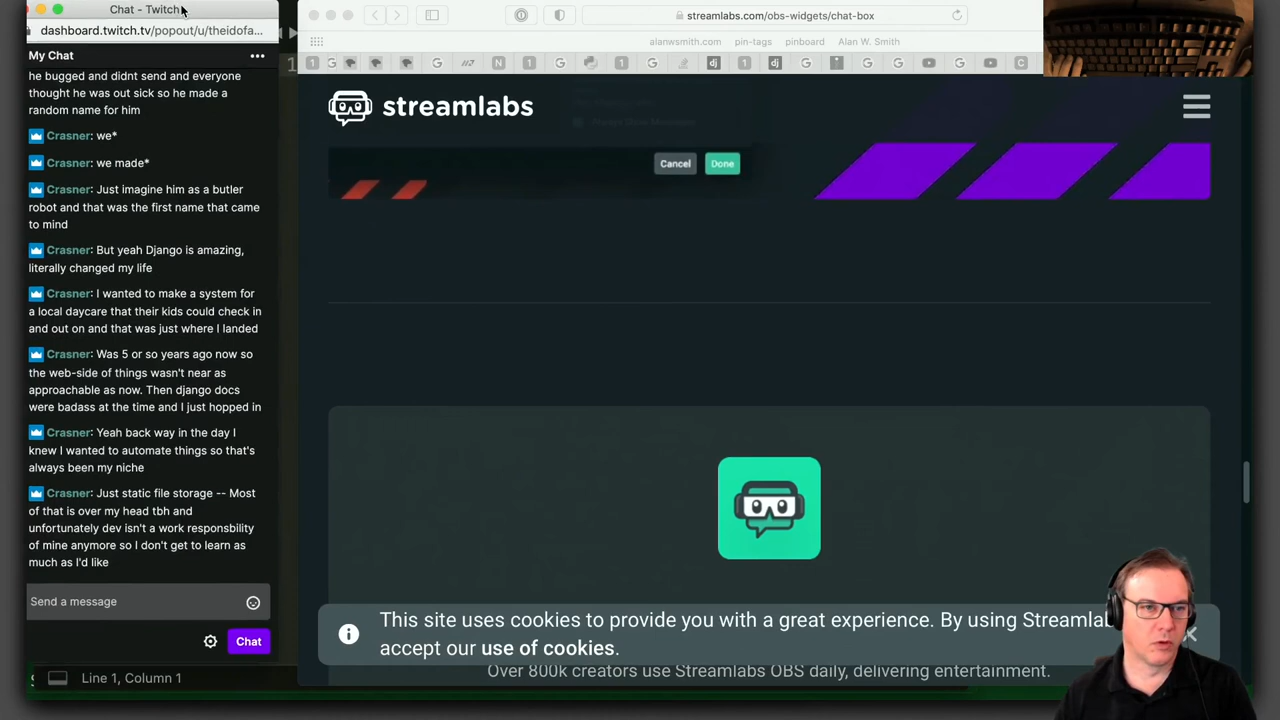 Chat - Twitch
dashboard.twitch.tv/popout/u/theidofa...
My Chat
he bugged and didnt send and everyone
thought he was out sick so he made a
random name for him
Crasner: we*
Crasner: we made*
Crasner: Just imagine him as a butler
robot and that was the first name that came
to mind
Crasner: But yeah Django is amazing,
literally changed my life
Crasner: I wanted to make a system for
a local daycare that their kids could check in
and out on and that was just where I landed
Crasner: Was 5 or so years ago now so
the web-side of things wasn't near as
approachable as now. Then django docs
were badass at the time and I just hopped in
Crasner: Yeah back way in the day I
knew I wanted to automate things so that's
always been my niche
Crasner: Just static file storage -- Most
of that is over my head tbh and
unfortunately dev isn't a work responsbility
of mine anymore so I don't get to learn as
much as I'd like
Send a message
Chat
Line 1, Column 1
1
streamlabs.com/obs-widgets/chat-box
alanwsmith.com pin-tags pinboard Alan W. Smith
streamlabs
Cancel Done
This site uses cookies to provide you with a great experience. By using Streamla
accept our use of cookies.
Over 800k creators use Streamlabs OBS daily, delivering entertainment.